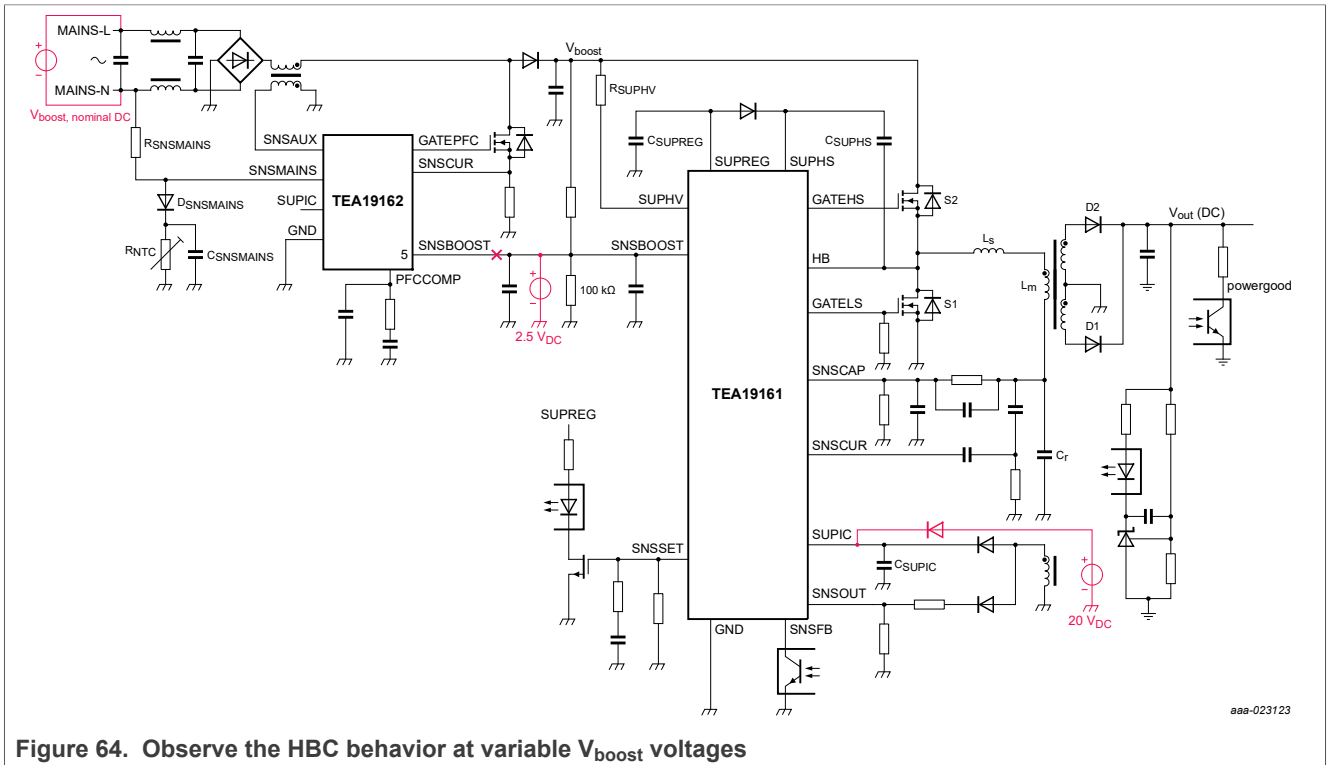 MAINS-L
MAINS-N
Vboost, nominal DC
RSNSMAINS
SNSAUX
SNSMAINS
DSNSMAINS
SUPIC
GND
RNTC
CSNSMAINS
TEA19162
GATEPFC
SNSCUR
5
SNSBOOST
PFCCOMP
2.5 VDC
100 kΩ
SNSBOOST
Vboost
RSUPHV
CSUPREG
CSUPHS
SUPREG
SUPHS
SUPHV
GATEHS
S2
HB
GATELS
S1
Ls
Lm
D2
D1
Vout (DC)
powergood
TEA19161
SNSCAP
SNSCUR
Cr
SUPREG
SNSSET
SUPIC
CSUPIC
SNSOUT
20 VDC
GND
SNSFB
aaa-023123
Figure 64. Observe the HBC behavior at variable Vboost voltages